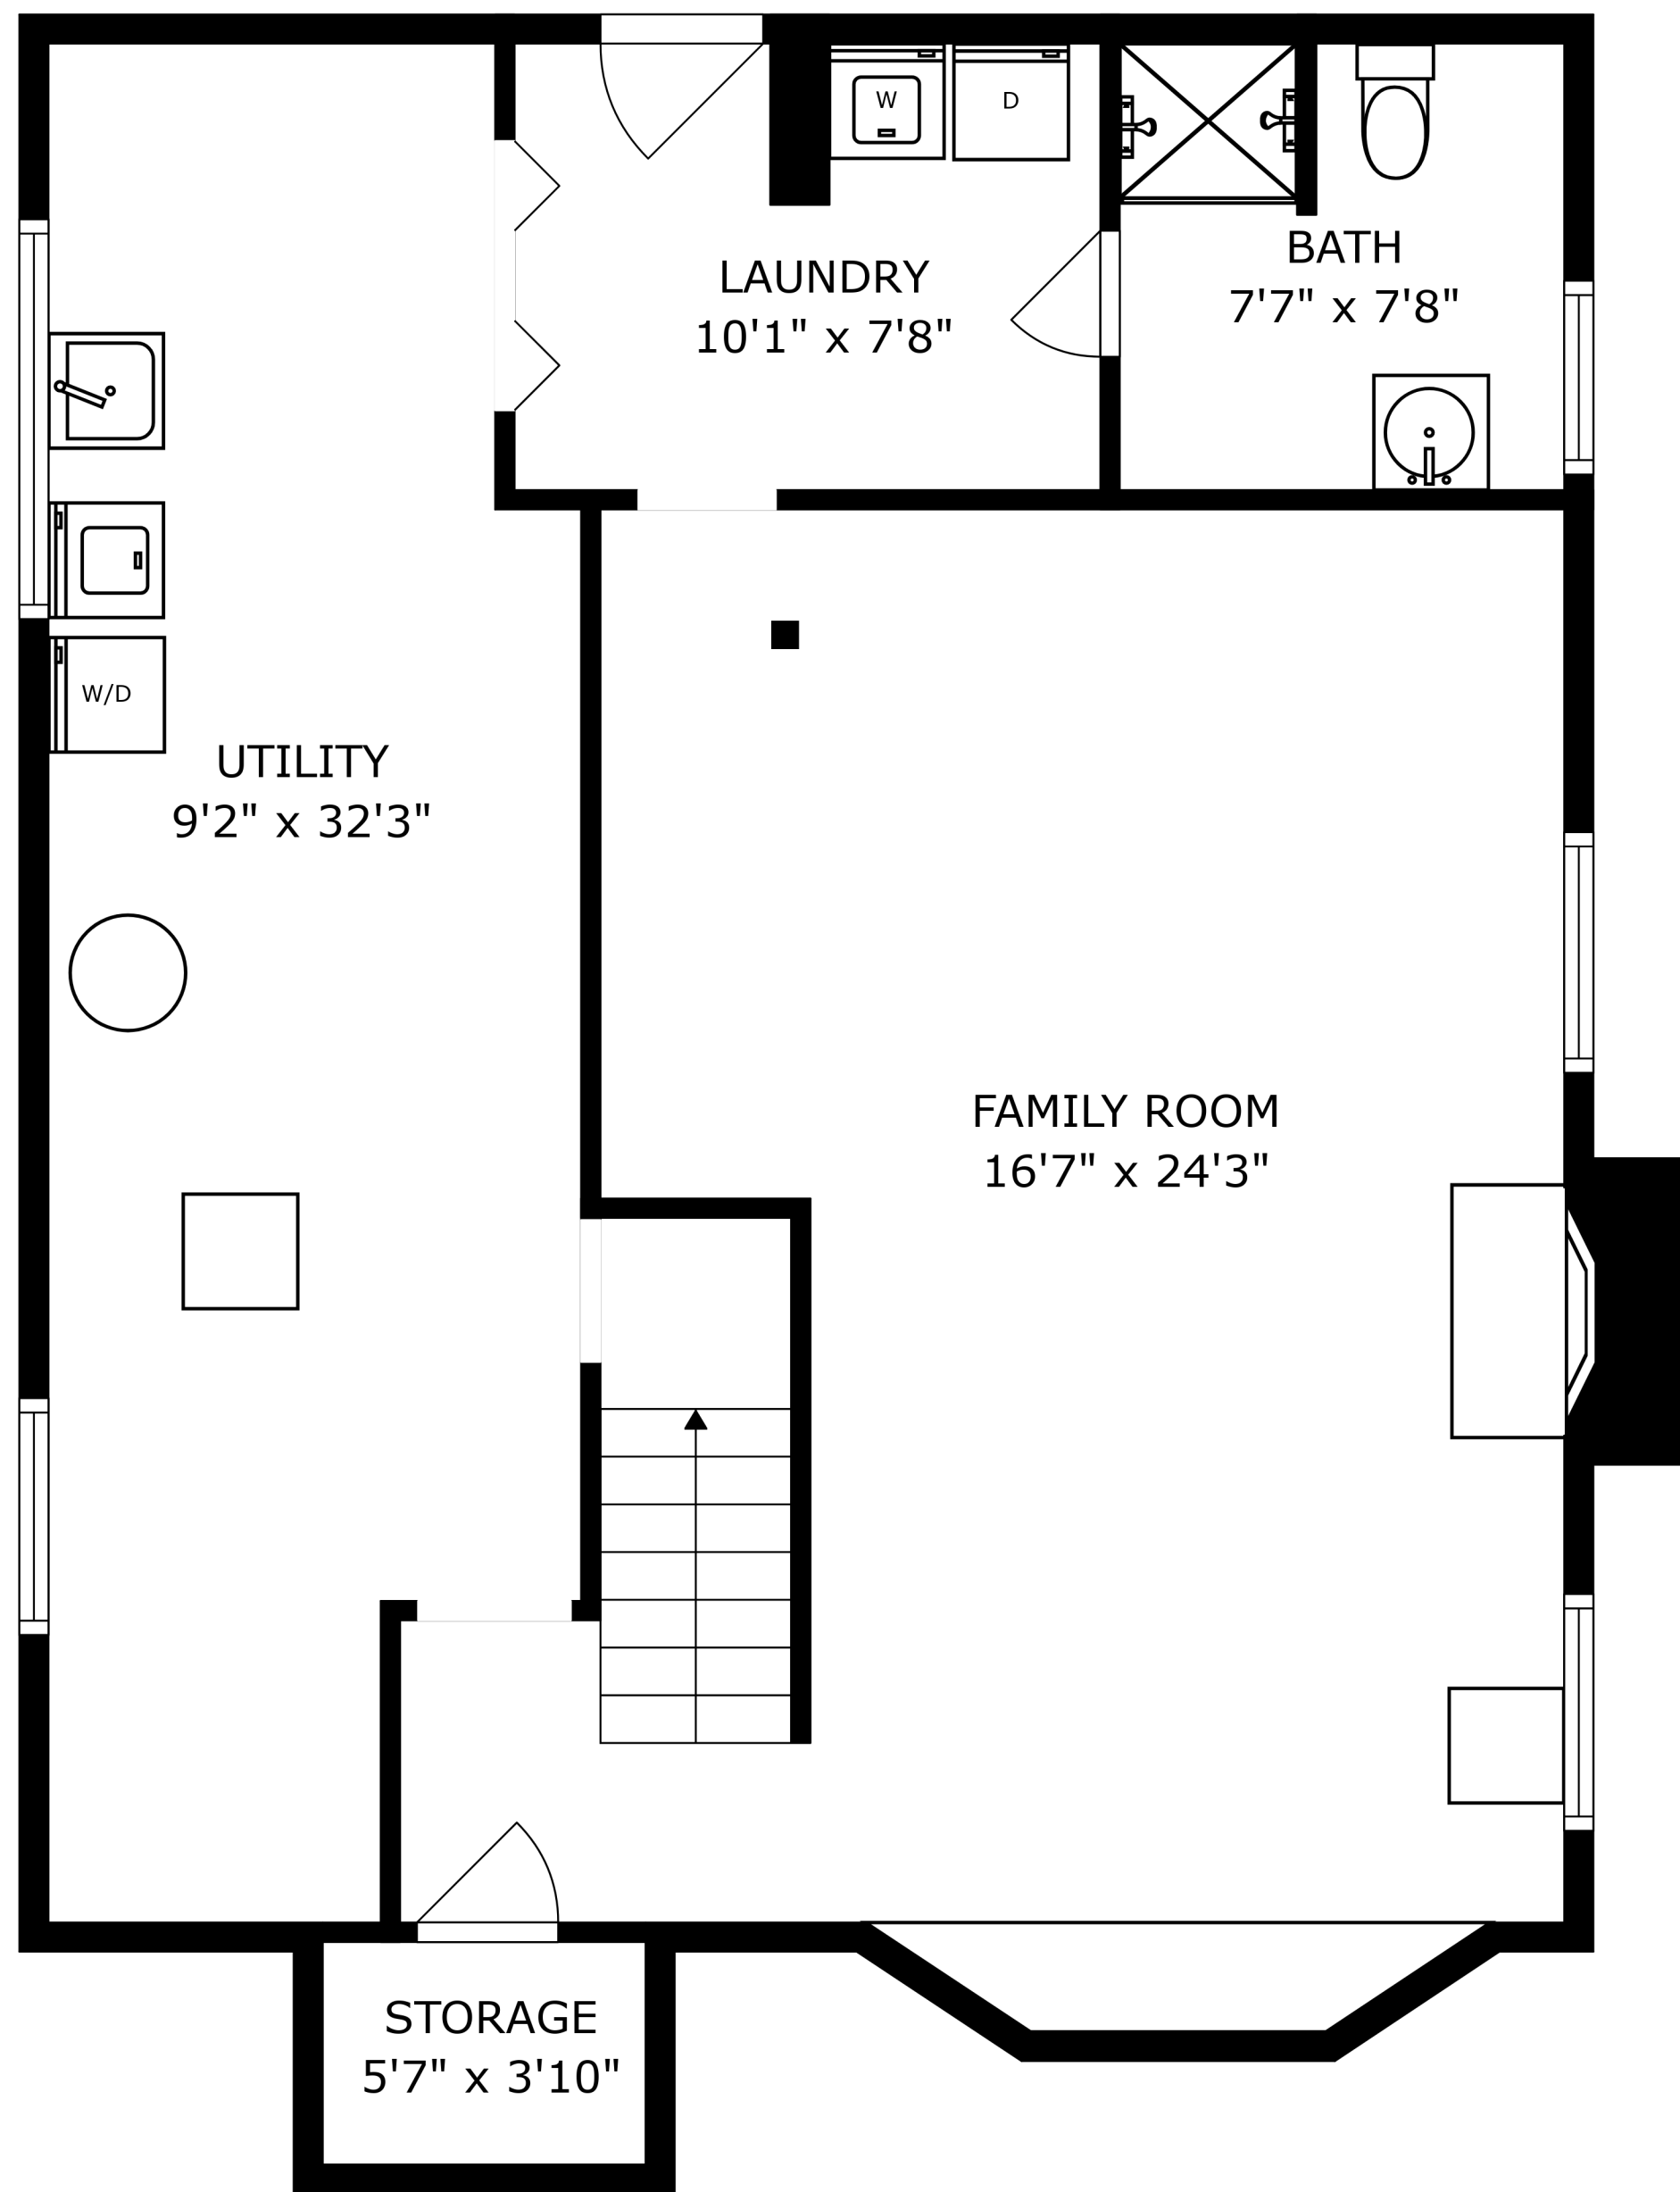 W
D
LAUNDRY
10'1" x 7'8"
BATH
7'7" x 7'8"
W/D
UTILITY
9'2" x 32'3"
FAMILY ROOM
16'7" x 24'3"
STORAGE
5'7" x 3'10"